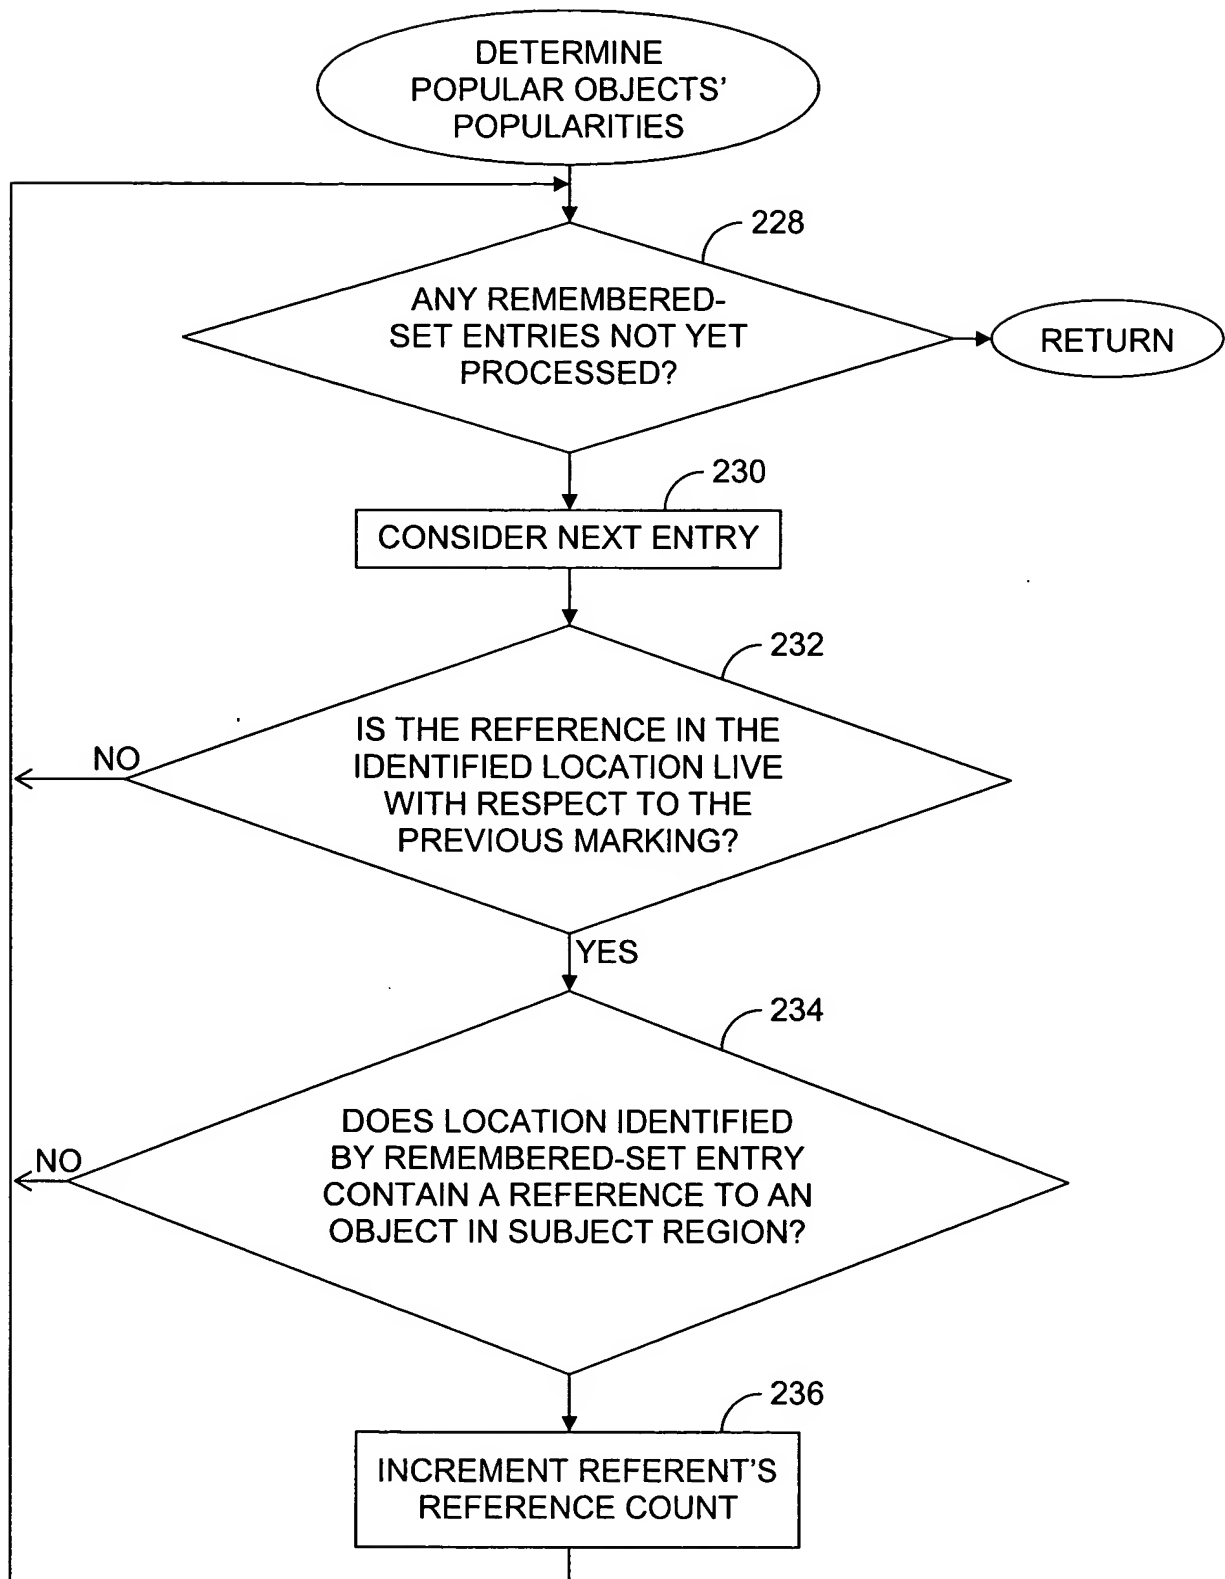 DETERMINE
POPULAR OBJECTS'
POPULARITIES
228
ANY REMEMBERED-
SET ENTRIES NOT YET
PROCESSED?
RETURN
230
CONSIDER NEXT ENTRY
232
IS THE REFERENCE IN THE
IDENTIFIED LOCATION LIVE
WITH RESPECT TO THE
PREVIOUS MARKING?
NO
YES
234
DOES LOCATION IDENTIFIED
BY REMEMBERED-SET ENTRY
CONTAIN A REFERENCE TO AN
OBJECT IN SUBJECT REGION?
NO
236
INCREMENT REFERENT'S
REFERENCE COUNT